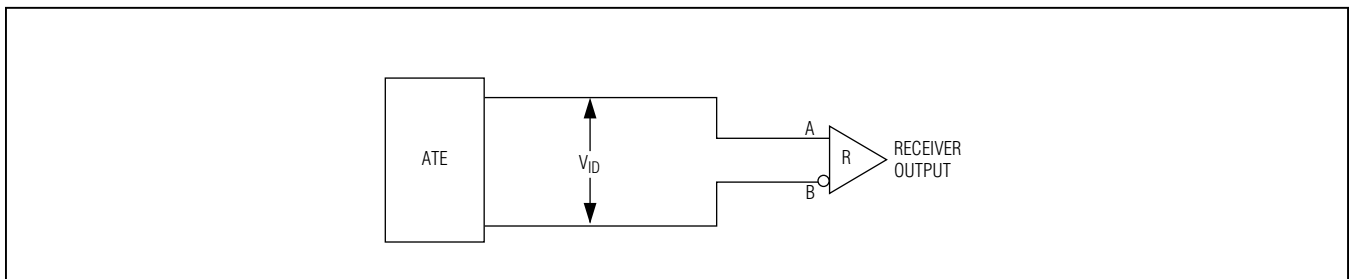 ATE
V_ID
A
B
R
RECEIVER
OUTPUT